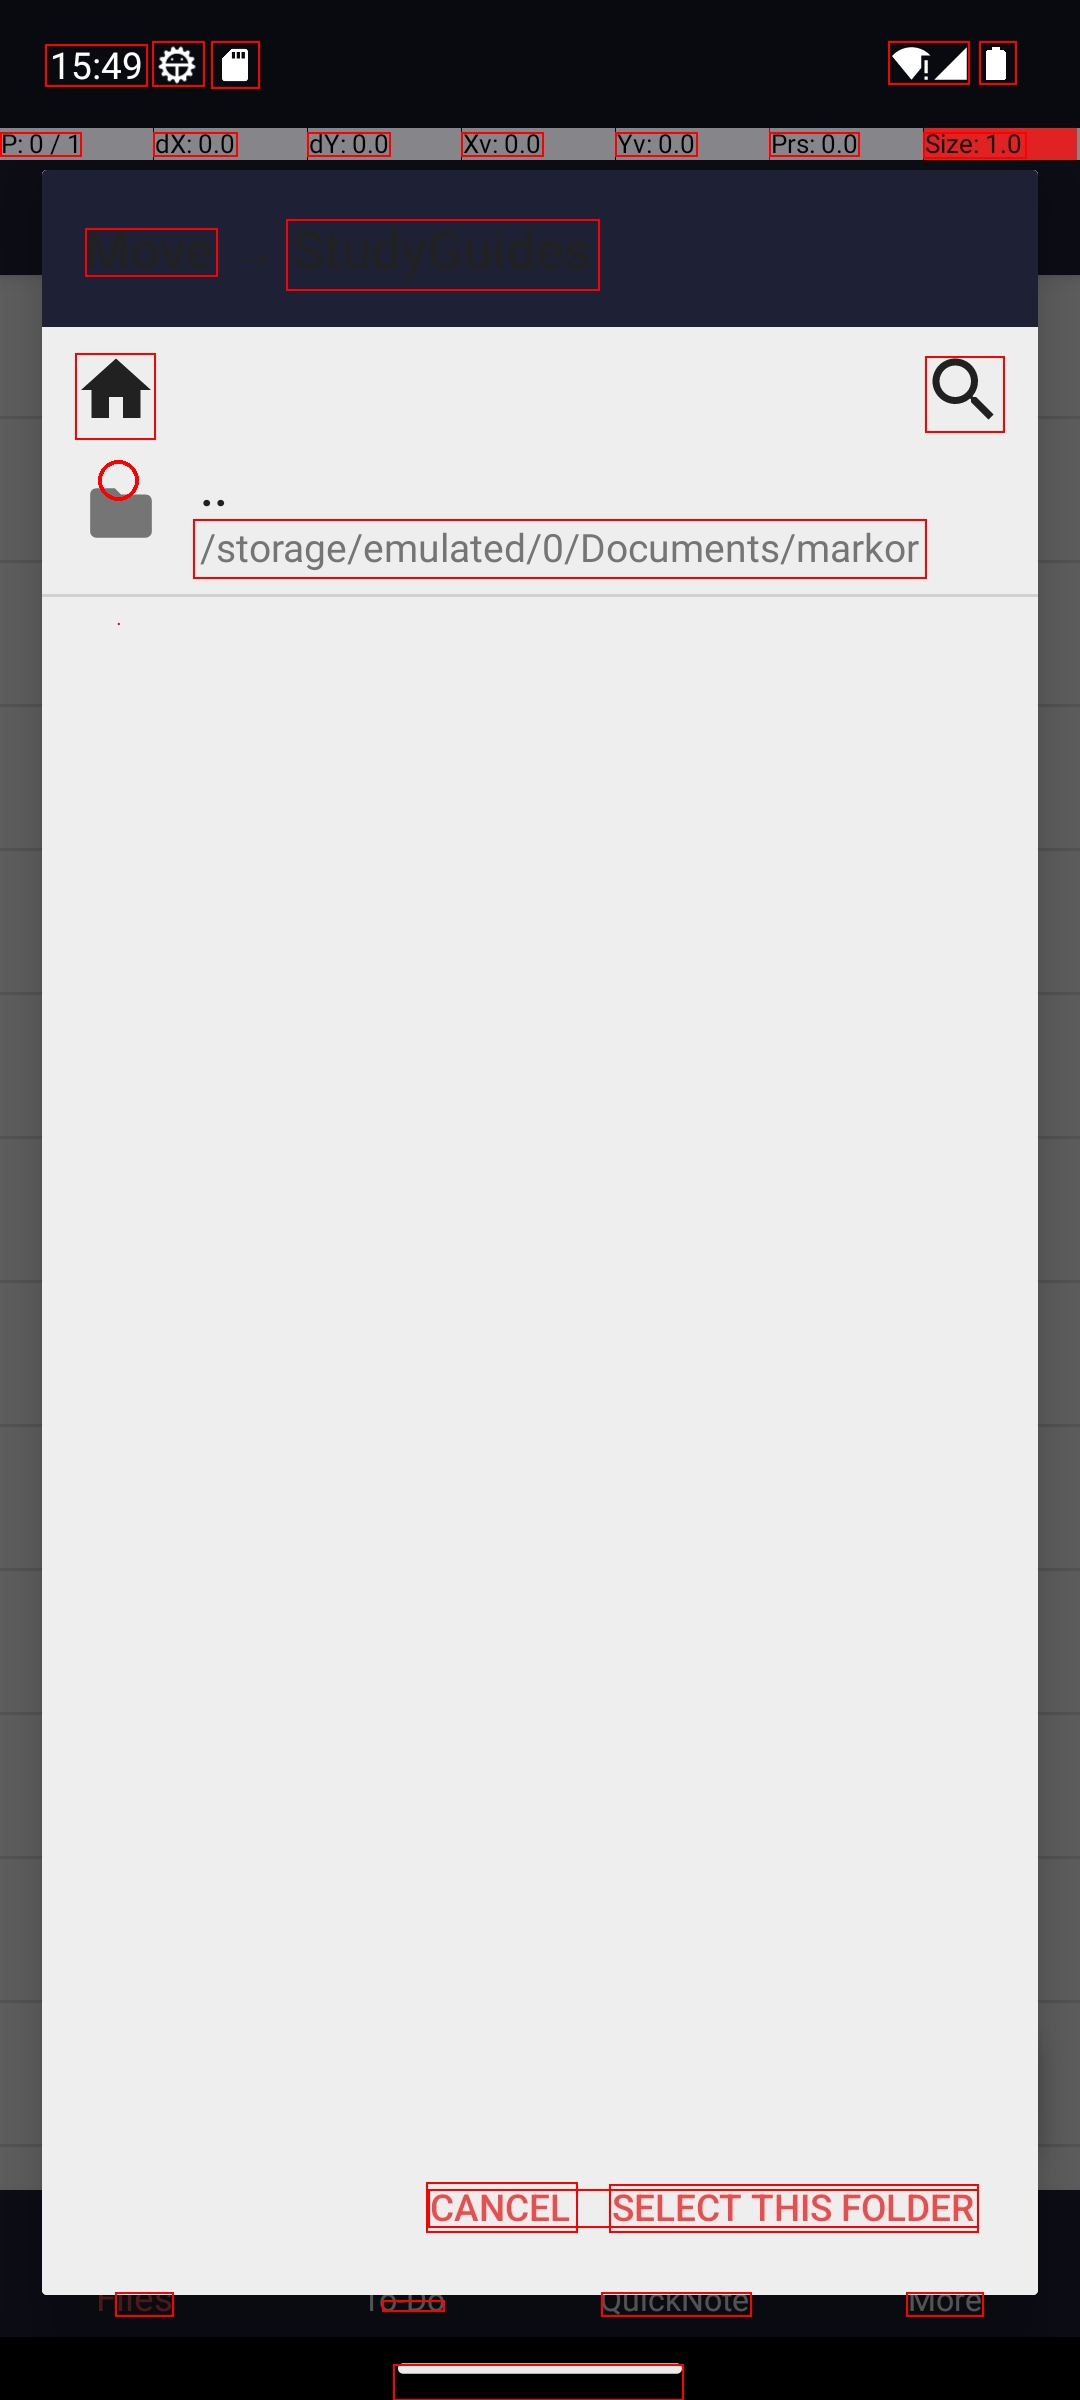 15:49
P: 0 / 1 dX: 0.0 dY: 0.0 Xv: 0.0 Yv: 0.0 Prs: 0.0 Size: 1.0
Move → StudyGuides
..
/storage/emulated/0/Documents/markor
CANCEL SELECT THIS FOLDER
Files To-Do QuickNote More